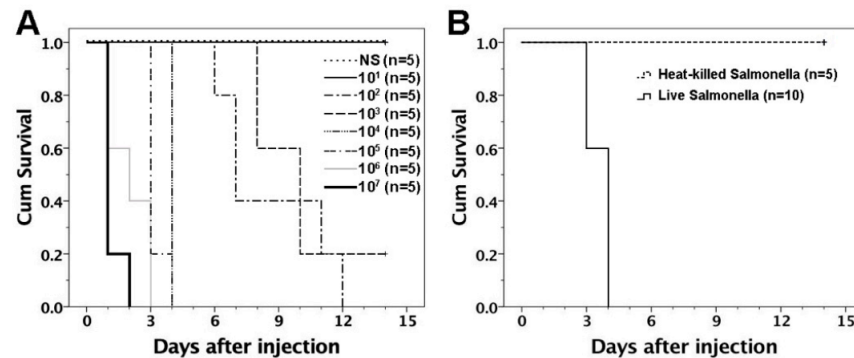 A
Cum Survival
1.0
0.8
0.6
0.4
0.2
0.0
NS (n=5)
10¹ (n=5)
10² (n=5)
10³ (n=5)
10⁴ (n=5)
10⁵ (n=5)
10⁶ (n=5)
10⁷ (n=5)
0 3 6 9 12 15
Days after injection
B
Cum Survival
1.0
0.8
0.6
0.4
0.2
0.0
Heat-killed Salmonella (n=5)
Live Salmonella (n=10)
0 3 6 9 12 15
Days after injection